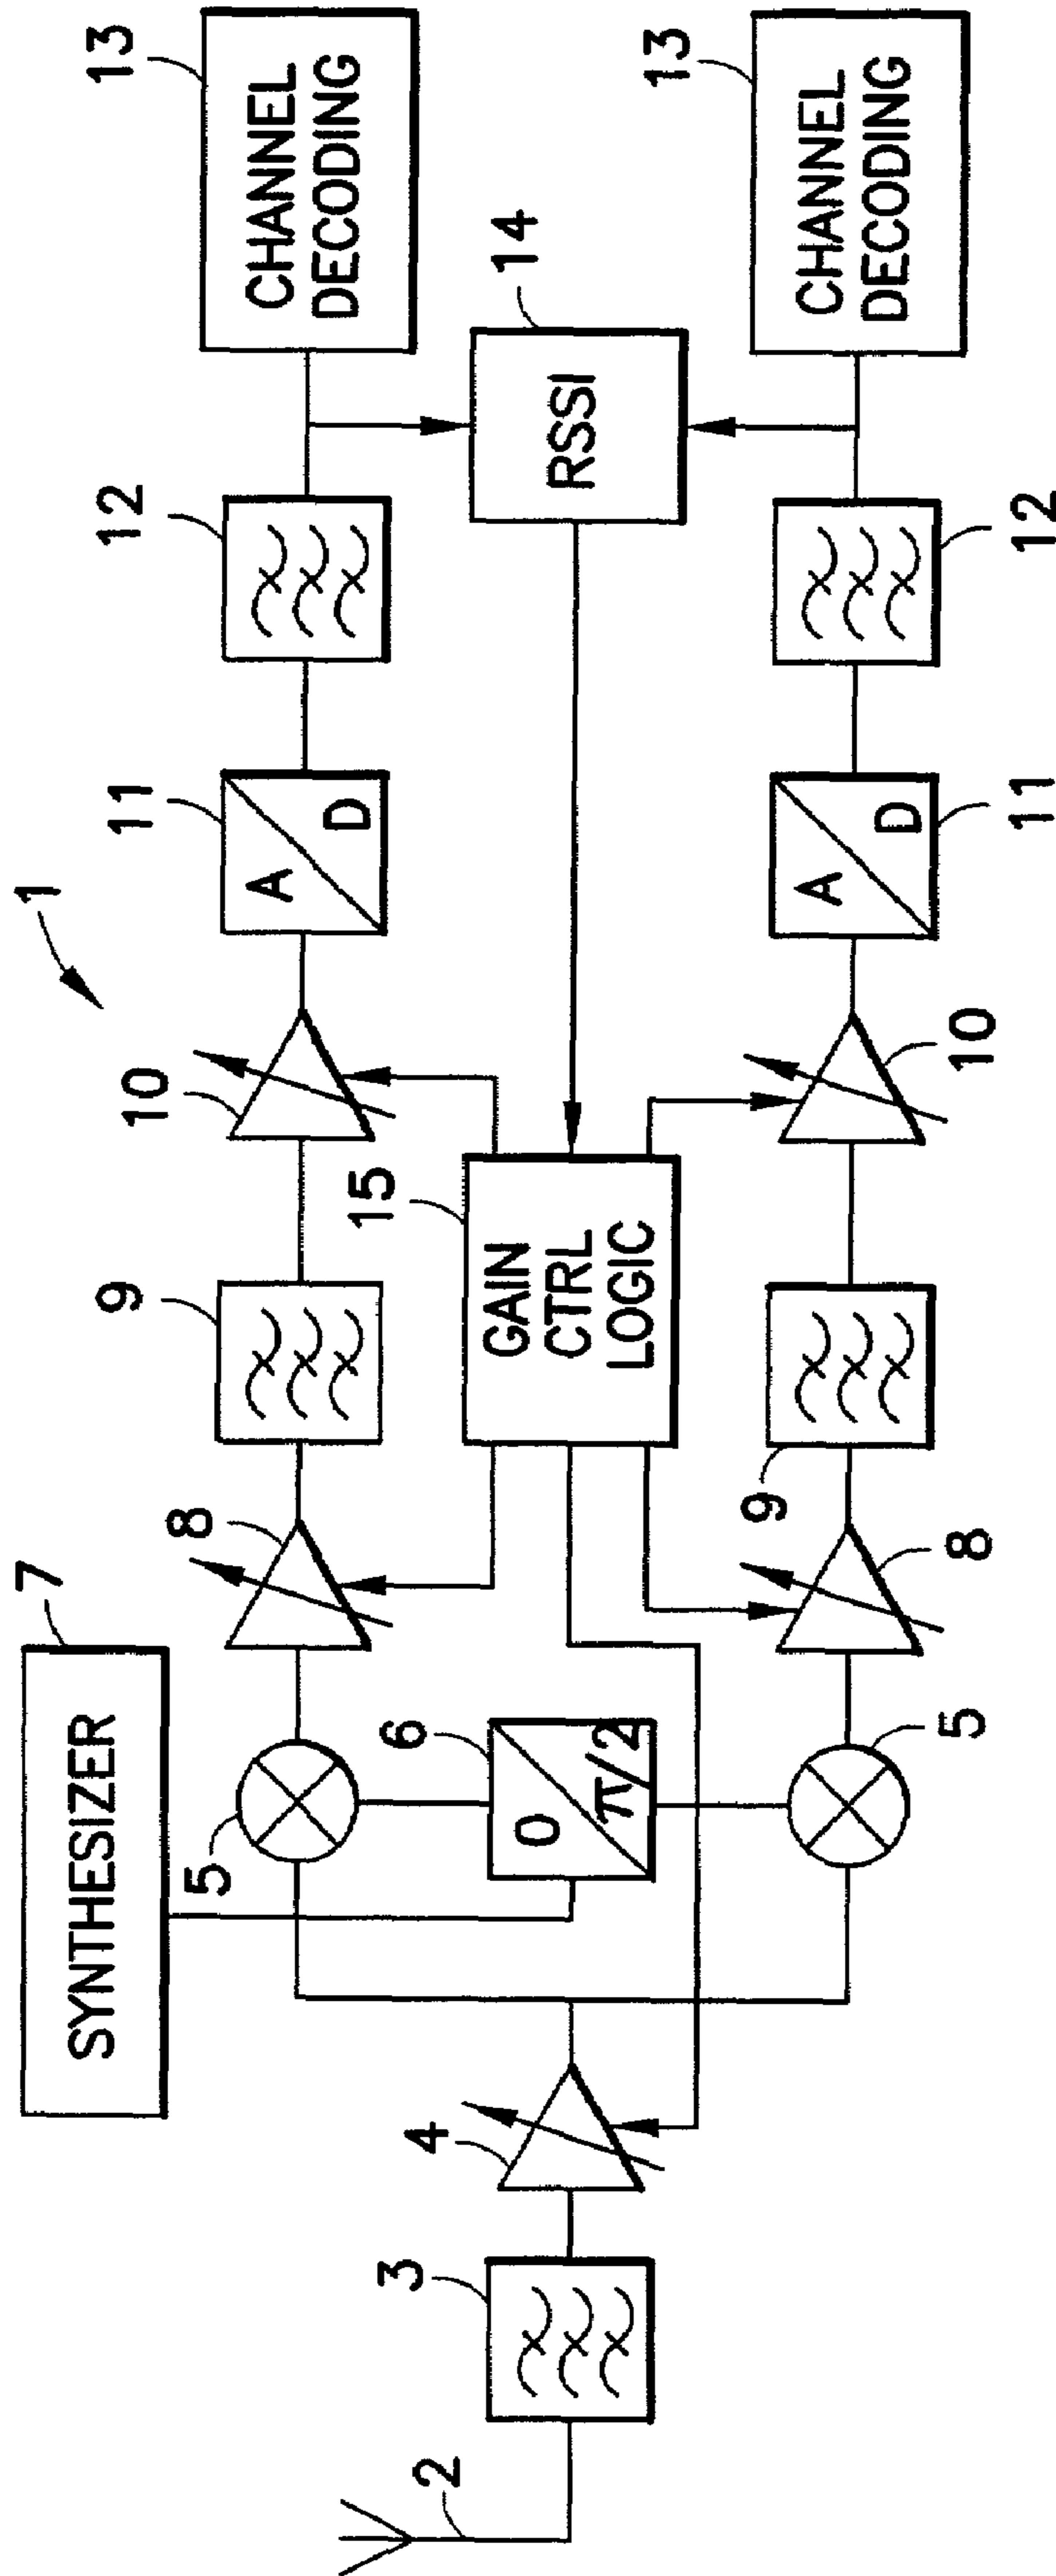 1
SYNTHESIZER
7
8
9
10
11
12
13
CHANNEL
DECODING
5
6
0
π/2
15
GAIN
CTRL
LOGIC
A
D
14
RSSI
2
3
4
5
8
9
10
A
D
11
12
13
CHANNEL
DECODING